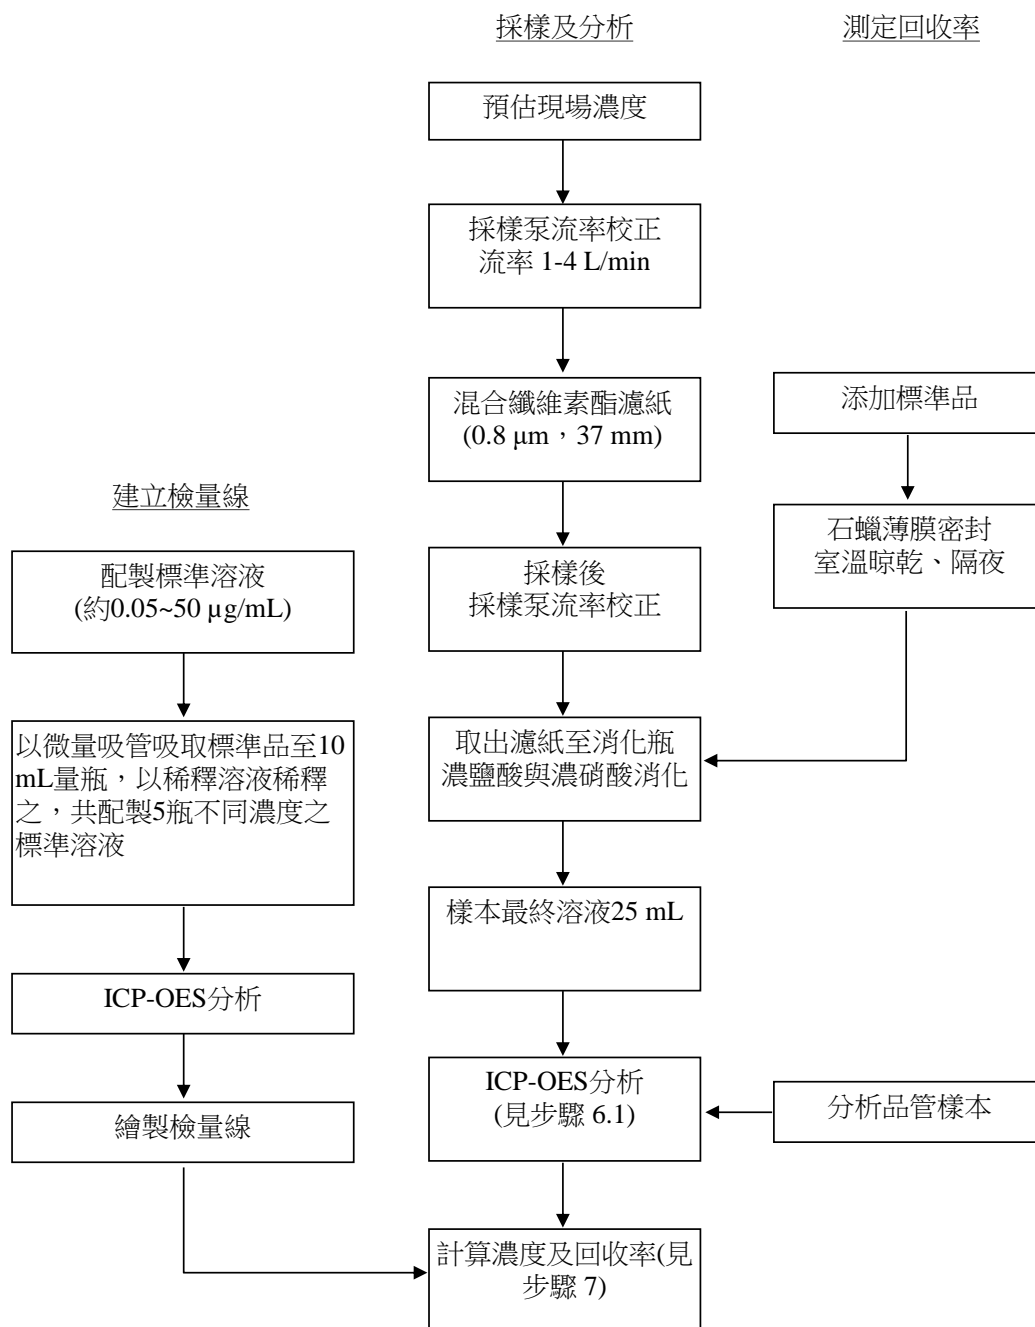 採樣及分析
測定回收率
預估現場濃度
採樣泵流率校正
流率 1-4 L/min
混合纖維素酯濾紙
(0.8 μm，37 mm)
添加標準品
建立檢量線
石蠟薄膜密封
室溫晾乾、隔夜
配製標準溶液
(約0.05~50 μg/mL)
採樣後
採樣泵流率校正
以微量吸管吸取標準品至10
mL量瓶，以稀釋溶液稀釋
之，共配製5瓶不同濃度之
標準溶液
取出濾紙至消化瓶
濃鹽酸與濃硝酸消化
樣本最終溶液25 mL
ICP-OES分析
ICP-OES分析
(見步驟 6.1)
分析品管樣本
繪製檢量線
計算濃度及回收率(見
步驟 7)